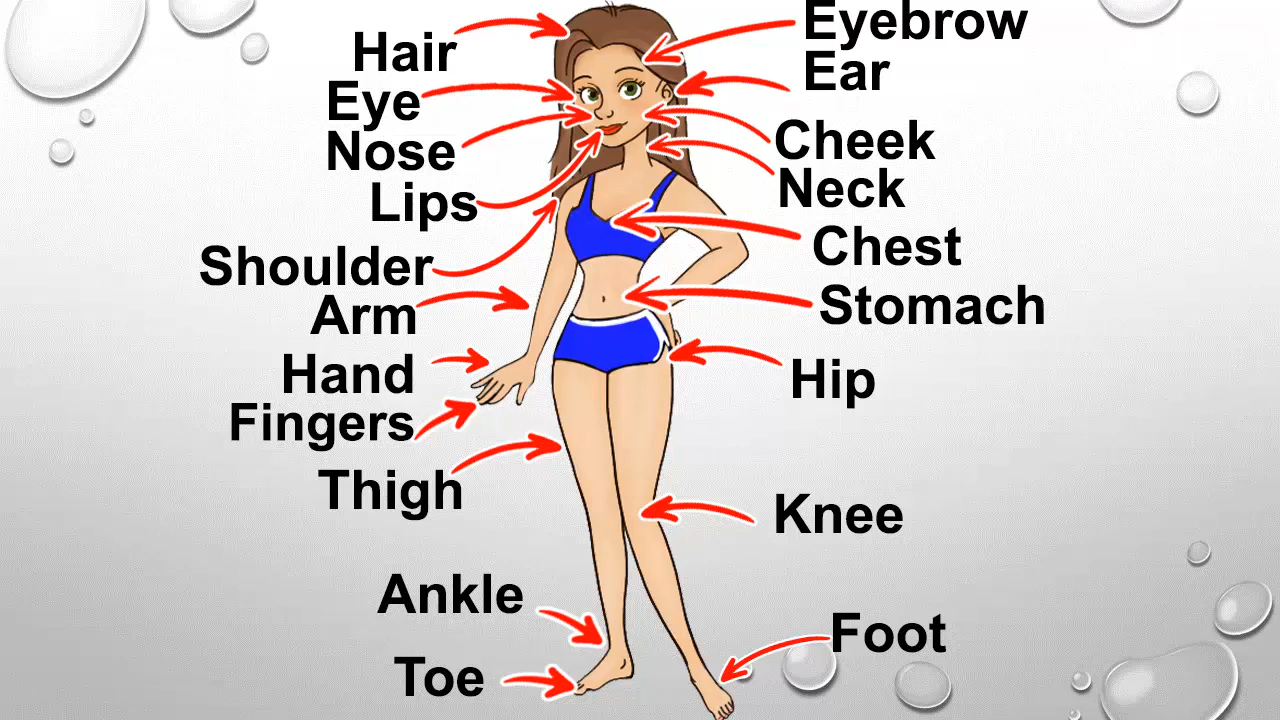 Hair
Eye
Nose
Lips
Shoulder
Arm
Hand
Fingers
Thigh
Ankle
Toe
Eyebrow
Ear
Cheek
Neck
Chest
Stomach
Hip
Knee
Foot